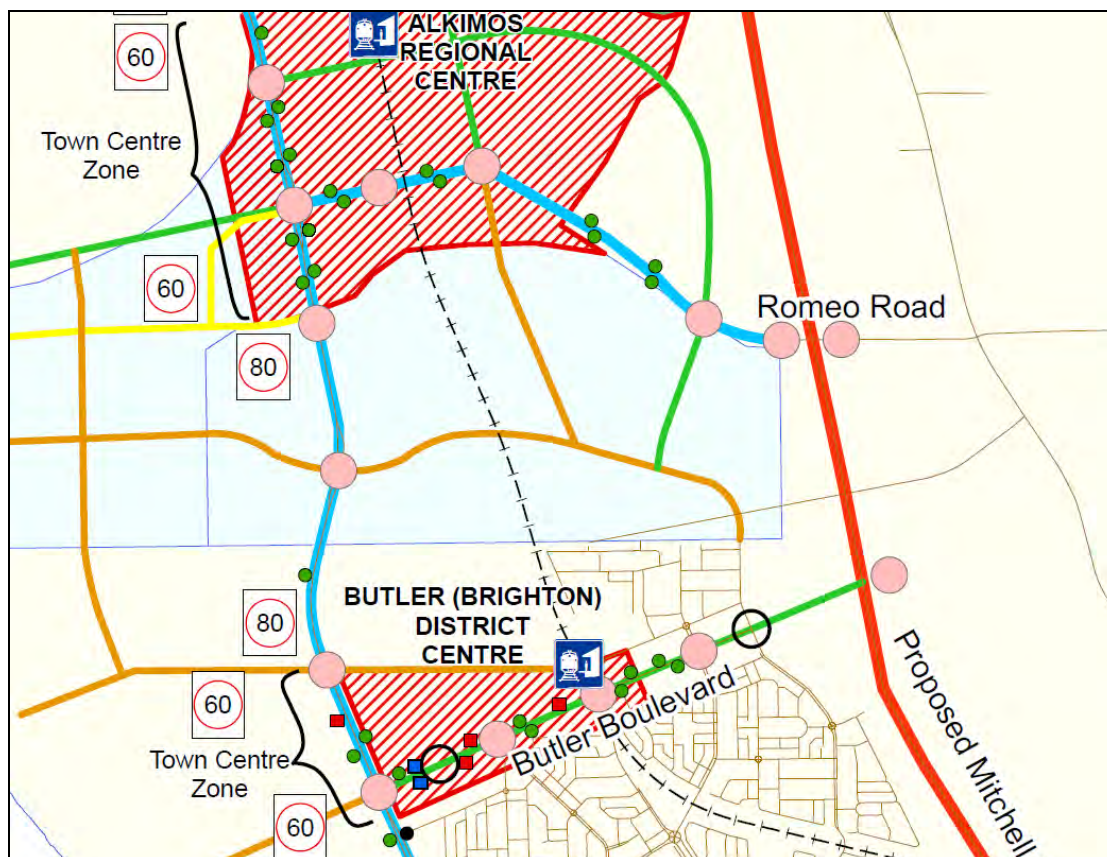 60
ALKIMOS
REGIONAL
CENTRE
Town Centre
Zone
60
Romeo Road
80
80
BUTLER (BRIGHTON)
DISTRICT
CENTRE
60
Town Centre
Zone
Butler Boulevard
Proposed Mitchell
60